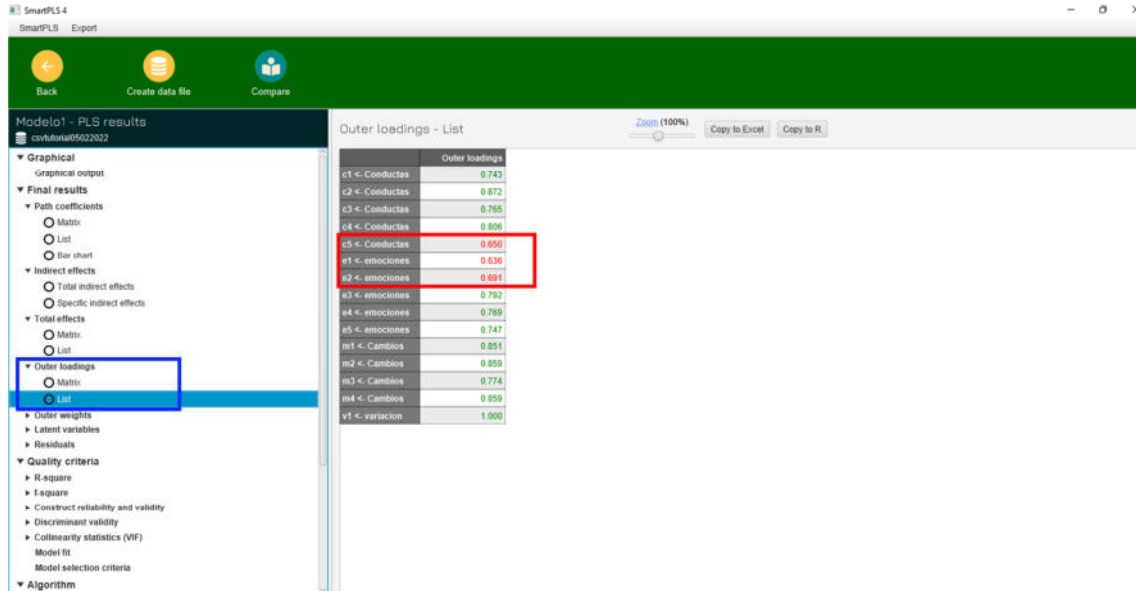 SmartPLS 4
SmartPLS Export
Back Create data file Compare
Modelo1 - PLS results
csvtutorial05022022
Graphical
Graphical output
Final results
Path coefficients
Matrix
List
Bar chart
Indirect effects
Total indirect effects
Specific indirect effects
Total effects
Matrix
List
Outer loadings
Matrix
List
Outer weights
Latent variables
Residuals
Quality criteria
R-square
f-square
Construct reliability and validity
Discriminant validity
Collinearity statistics (VIF)
Model fit
Model selection criteria
Algorithm
Outer loadings - List Zoom (100%) Copy to Excel Copy to R
Outer loadings
c1 <- Conductas 0.743
c2 <- Conductas 0.872
c3 <- Conductas 0.765
c4 <- Conductas 0.806
c5 <- Conductas 0.650
e1 <- emociones 0.636
e2 <- emociones 0.691
e3 <- emociones 0.792
e4 <- emociones 0.769
e5 <- emociones 0.747
m1 <- Cambios 0.851
m2 <- Cambios 0.859
m3 <- Cambios 0.774
m4 <- Cambios 0.859
v1 <- variacion 1.000